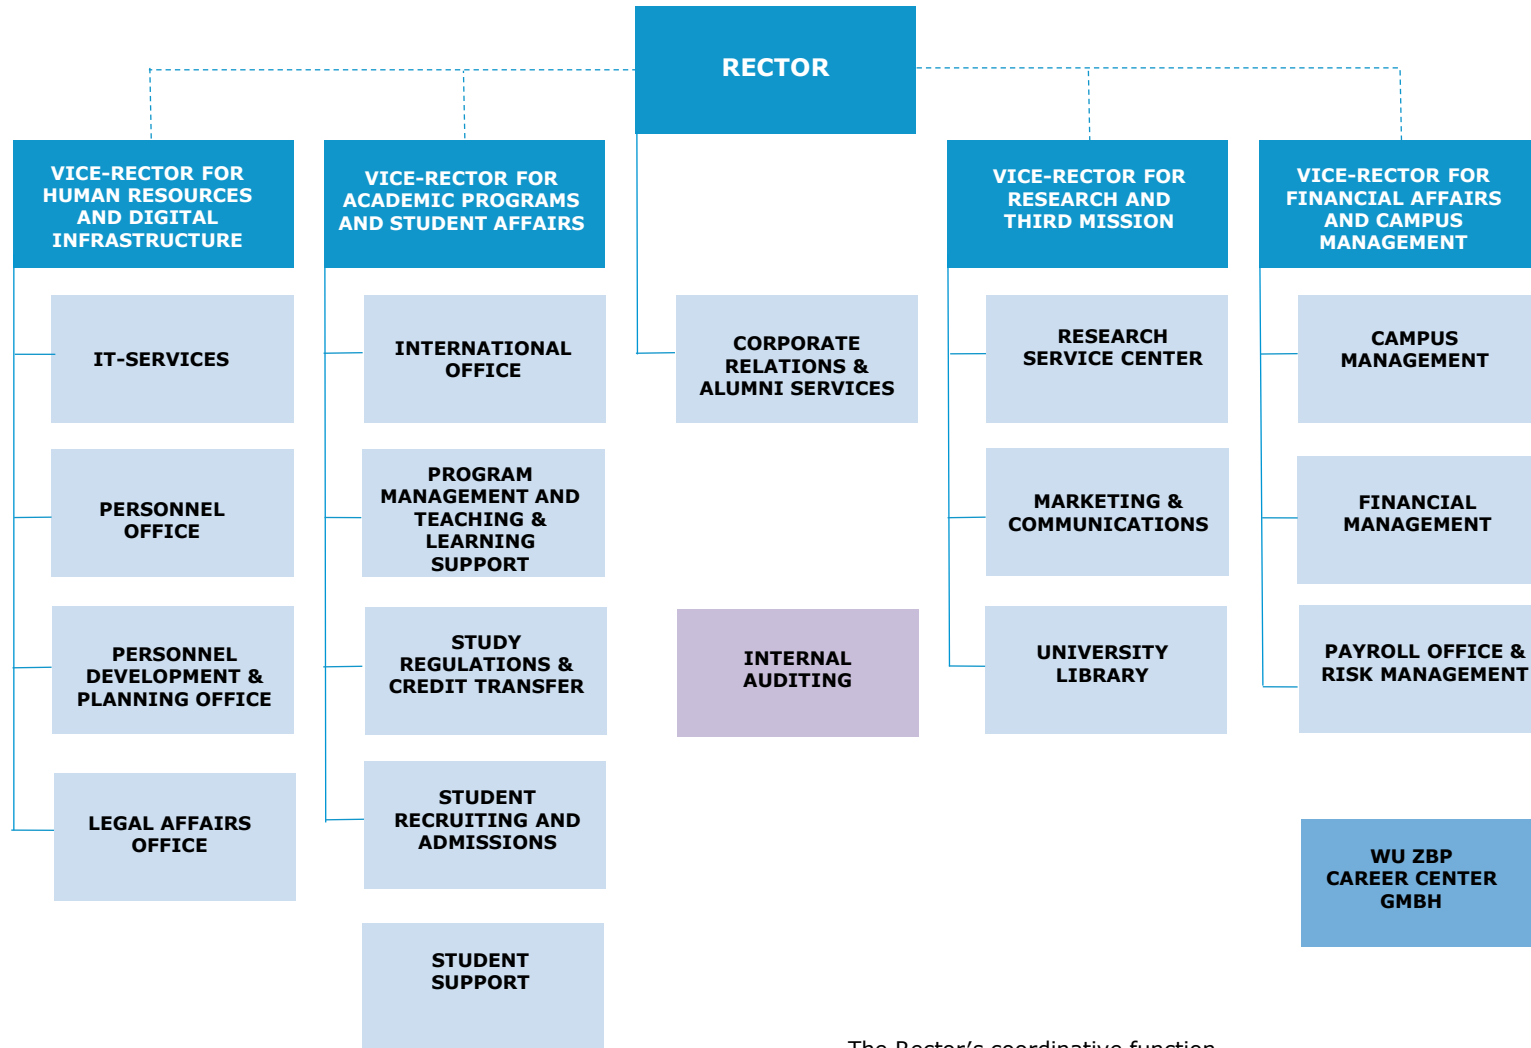 RECTOR
VICE-RECTOR FOR
HUMAN RESOURCES
AND DIGITAL
INFRASTRUCTURE
VICE-RECTOR FOR
ACADEMIC PROGRAMS
AND STUDENT AFFAIRS
VICE-RECTOR FOR
RESEARCH AND
THIRD MISSION
VICE-RECTOR FOR
FINANCIAL AFFAIRS
AND CAMPUS
MANAGEMENT
IT-SERVICES
INTERNATIONAL
OFFICE
CORPORATE
RELATIONS &
ALUMNI SERVICES
RESEARCH
SERVICE CENTER
CAMPUS
MANAGEMENT
PERSONNEL
OFFICE
PROGRAM
MANAGEMENT AND
TEACHING &
LEARNING
SUPPORT
MARKETING &
COMMUNICATIONS
FINANCIAL
MANAGEMENT
PERSONNEL
DEVELOPMENT &
PLANNING OFFICE
STUDY
REGULATIONS &
CREDIT TRANSFER
INTERNAL
AUDITING
UNIVERSITY
LIBRARY
PAYROLL OFFICE &
RISK MANAGEMENT
LEGAL AFFAIRS
OFFICE
STUDENT
RECRUITING AND
ADMISSIONS
WU ZBP
CAREER CENTER
GMBH
STUDENT
SUPPORT
The Rector's coordinative function